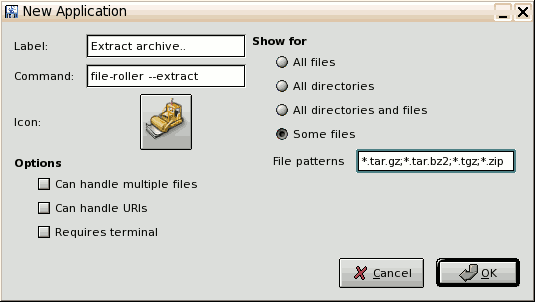 New Application
Label: Extract archive..
Command: file-roller --extract
Icon:
Options
Can handle multiple files
Can handle URIs
Requires terminal
Show for
All files
All directories
All directories and files
Some files
File patterns *.tar.gz;*.tar.bz2;*.tgz;*.zip
Cancel
OK